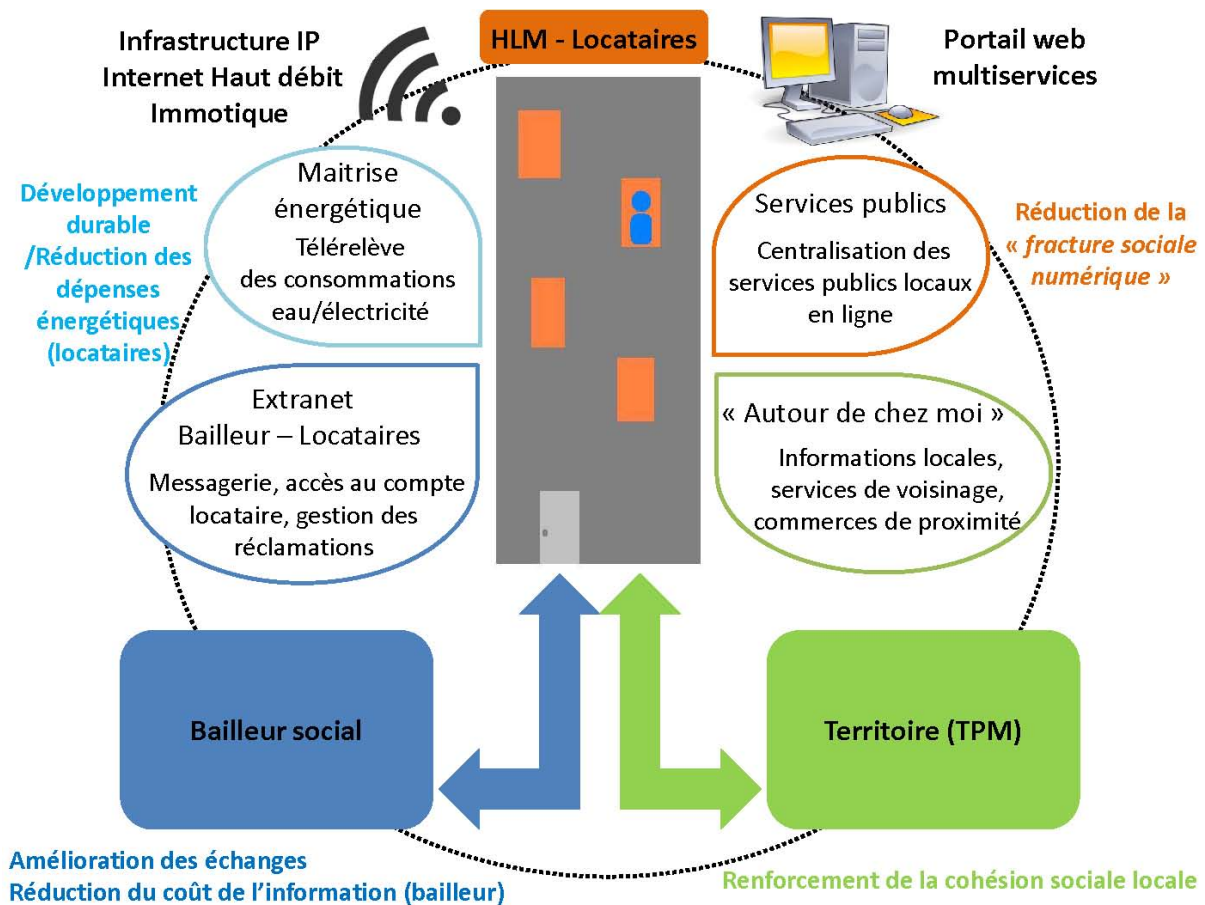 HLM - Locataires
Infrastructure IP
Internet Haut débit
Immotique
Portail web
multiservices
Développement
durable
/Réduction des
dépenses
énergétiques
(locataires)
Maitrise
énergétique
Télérelève
des consommations
eau/électricité
Services publics
Centralisation des
services publics locaux
en ligne
Réduction de la
« fracture sociale
numérique »
Extranet
Bailleur – Locataires
Messagerie, accès au compte
locataire, gestion des
réclamations
« Autour de chez moi »
Informations locales,
services de voisinage,
commerces de proximité
Bailleur social
Territoire (TPM)
Amélioration des échanges
Réduction du coût de l’information (bailleur)
Renforcement de la cohésion sociale locale